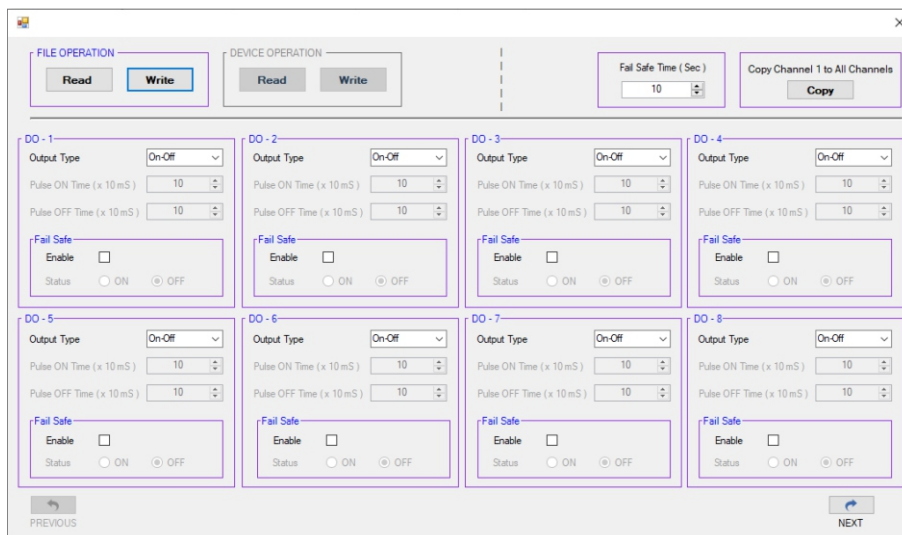 FILE OPERATION
Read Write
DEVICE OPERATION
Read Write
Fail Safe Time ( Sec )
10
Copy Channel 1 to All Channels
Copy
DO - 1
Output Type On-Off
Pulse ON Time ( x 10 mS ) 10
Pulse OFF Time ( x 10 mS ) 10
Fail Safe
Enable
Status ON OFF
DO - 2
Output Type On-Off
Pulse ON Time ( x 10 mS ) 10
Pulse OFF Time ( x 10 mS ) 10
Fail Safe
Enable
Status ON OFF
DO - 3
Output Type On-Off
Pulse ON Time ( x 10 mS ) 10
Pulse OFF Time ( x 10 mS ) 10
Fail Safe
Enable
Status ON OFF
DO - 4
Output Type On-Off
Pulse ON Time ( x 10 mS ) 10
Pulse OFF Time ( x 10 mS ) 10
Fail Safe
Enable
Status ON OFF
DO - 5
Output Type On-Off
Pulse ON Time ( x 10 mS ) 10
Pulse OFF Time ( x 10 mS ) 10
Fail Safe
Enable
Status ON OFF
DO - 6
Output Type On-Off
Pulse ON Time ( x 10 mS ) 10
Pulse OFF Time ( x 10 mS ) 10
Fail Safe
Enable
Status ON OFF
DO - 7
Output Type On-Off
Pulse ON Time ( x 10 mS ) 10
Pulse OFF Time ( x 10 mS ) 10
Fail Safe
Enable
Status ON OFF
DO - 8
Output Type On-Off
Pulse ON Time ( x 10 mS ) 10
Pulse OFF Time ( x 10 mS ) 10
Fail Safe
Enable
Status ON OFF
PREVIOUS
NEXT